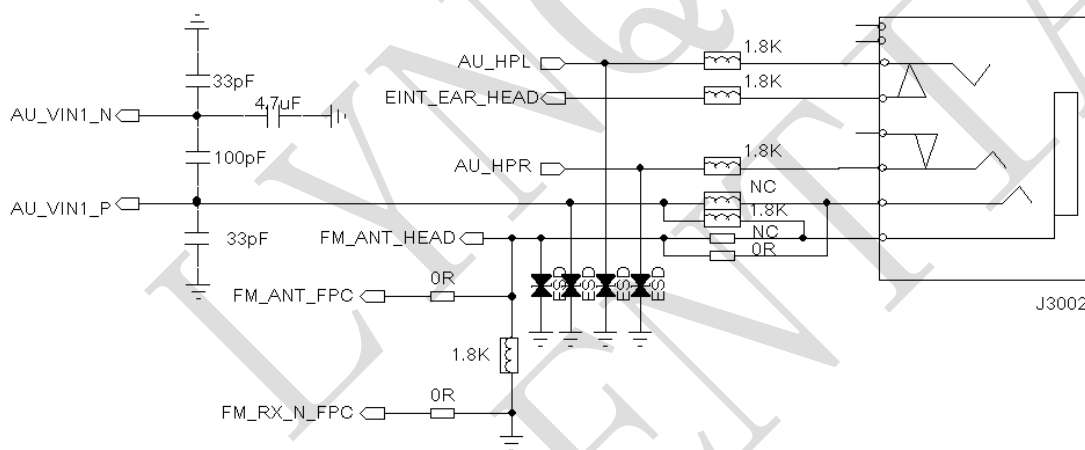 33pF
4.7uF
AU_VIN1_N
100pF
AU_VIN1_P
33pF
AU_HPL
1.8K
EINT_EAR_HEAD
1.8K
AU_HPR
1.8K
NC
1.8K
FM_ANT_HEAD
NC
0R
FM_ANT_FPC
0R
ESD
ESD
ESD
ESD
1.8K
FM_RX_N_FPC
0R
J3002